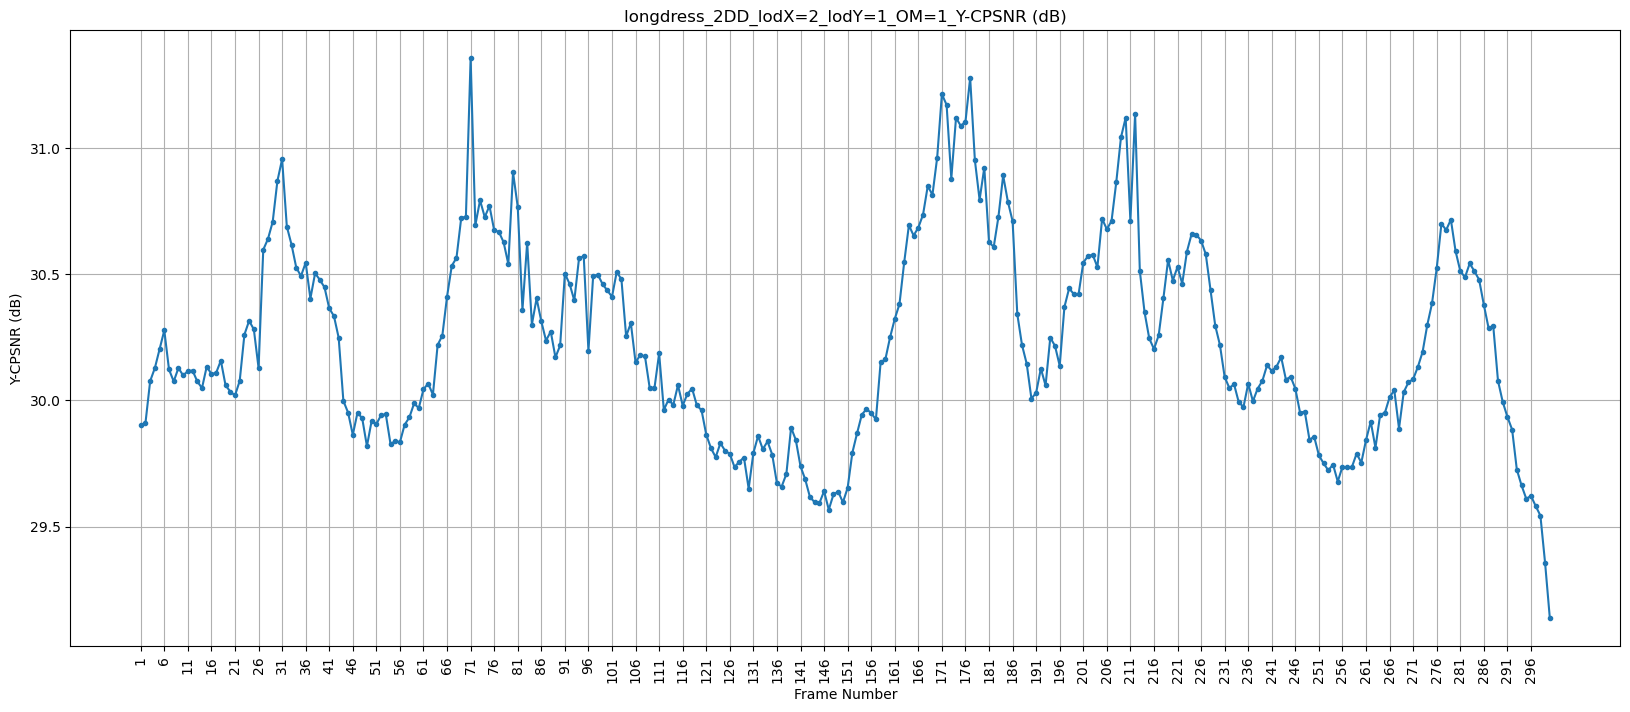 longdress_2DD_lodX=2_lodY=1_OM=1_Y-CPSNR (dB)
Y-CPSNR (dB)
31.0
30.5
30.0
29.5
1 6 11 16 21 26 31 36 41 46 51 56 61 66 71 76 81 86 91 96 101 106 111 116 121 126 131 136 141 146 151 156 161 166 171 176 181 186 191 196 201 206 211 216 221 226 231 236 241 246 251 256 261 266 271 276 281 286 291 296
Frame Number